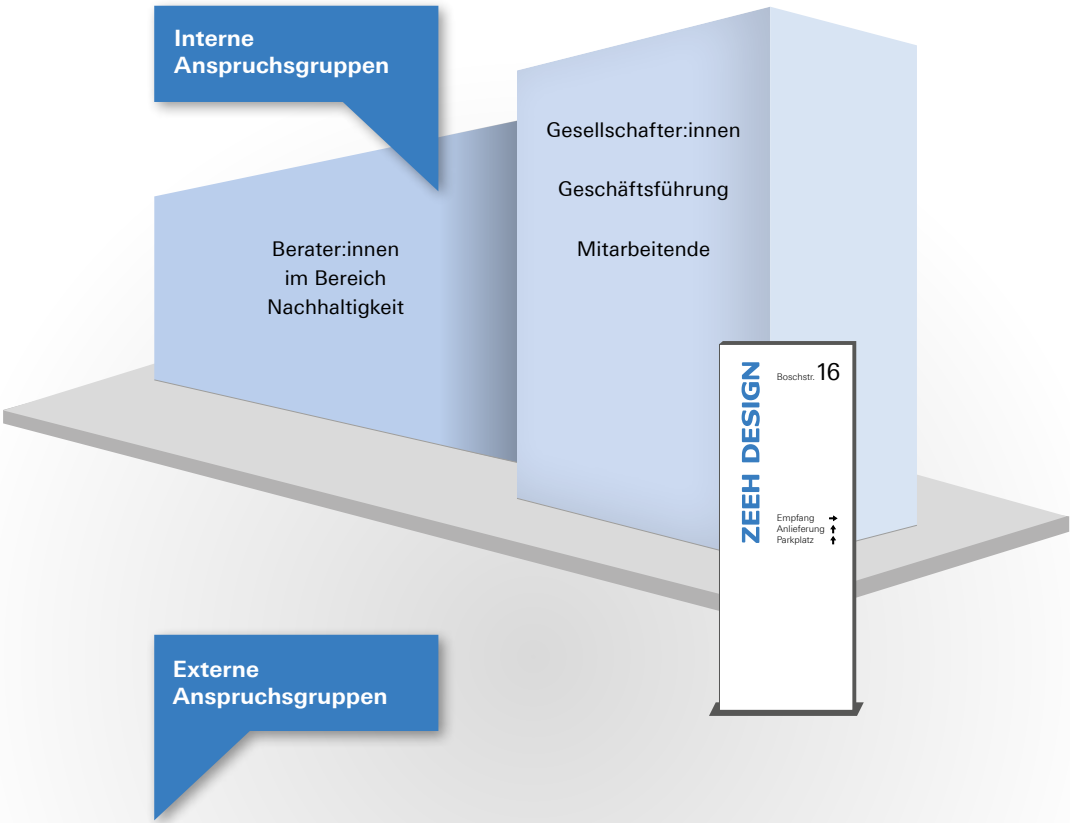 Interne
Anspruchsgruppen
Gesellschafter:innen
Geschäftsführung
Mitarbeitende
Berater:innen
im Bereich
Nachhaltigkeit
ZEEH DESIGN
Boschstr. 16
Empfang
Anlieferung
Parkplatz
Externe
Anspruchsgruppen